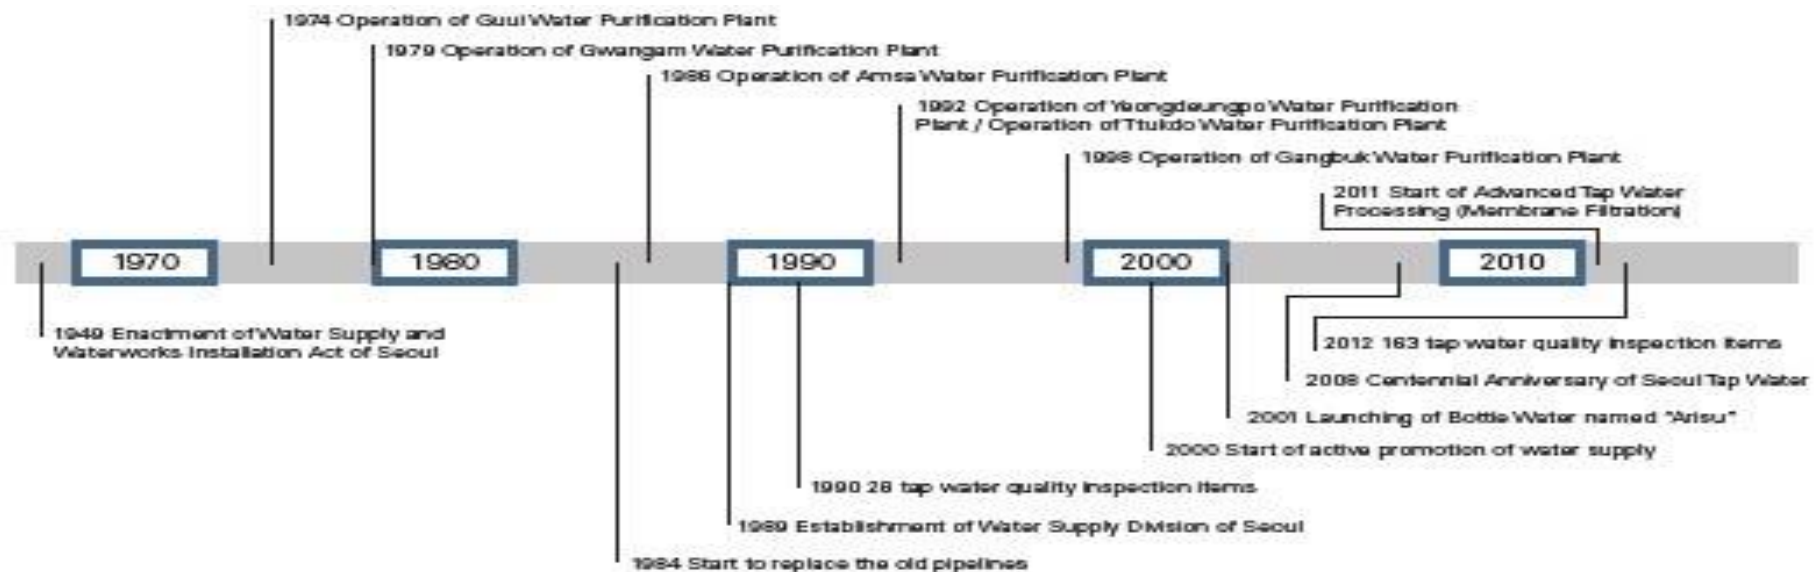 1974 Operation of Guui Water Purification Plant
1979 Operation of Gwangam Water Purification Plant
1986 Operation of Amsa Water Purification Plant
1992 Operation of Yeongdeungpo Water Purification
Plant / Operation of Ttukdo Water Purification Plant
1998 Operation of Gangbuk Water Purification Plant
2011 Start of Advanced Tap Water
Processing (Membrane Filtration)
1970
1980
1990
2000
2010
1949 Enactment of Water Supply and
Waterworks Installation Act of Seoul
2012 163 tap water quality inspection items
2008 Centennial Anniversary of Seoul Tap Water
2001 Launching of Bottle Water named "Arisu"
2000 Start of active promotion of water supply
1990 28 tap water quality inspection items
1989 Establishment of Water Supply Division of Seoul
1984 Start to replace the old pipelines